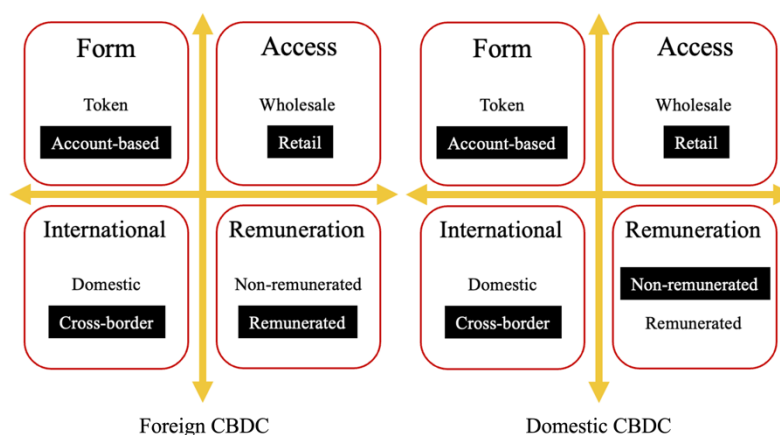 Form
Token
Account-based
Access
Wholesale
Retail
International
Domestic
Cross-border
Remuneration
Non-remunerated
Remunerated
Foreign CBDC
Form
Token
Account-based
Access
Wholesale
Retail
International
Domestic
Cross-border
Remuneration
Non-remunerated
Remunerated
Domestic CBDC